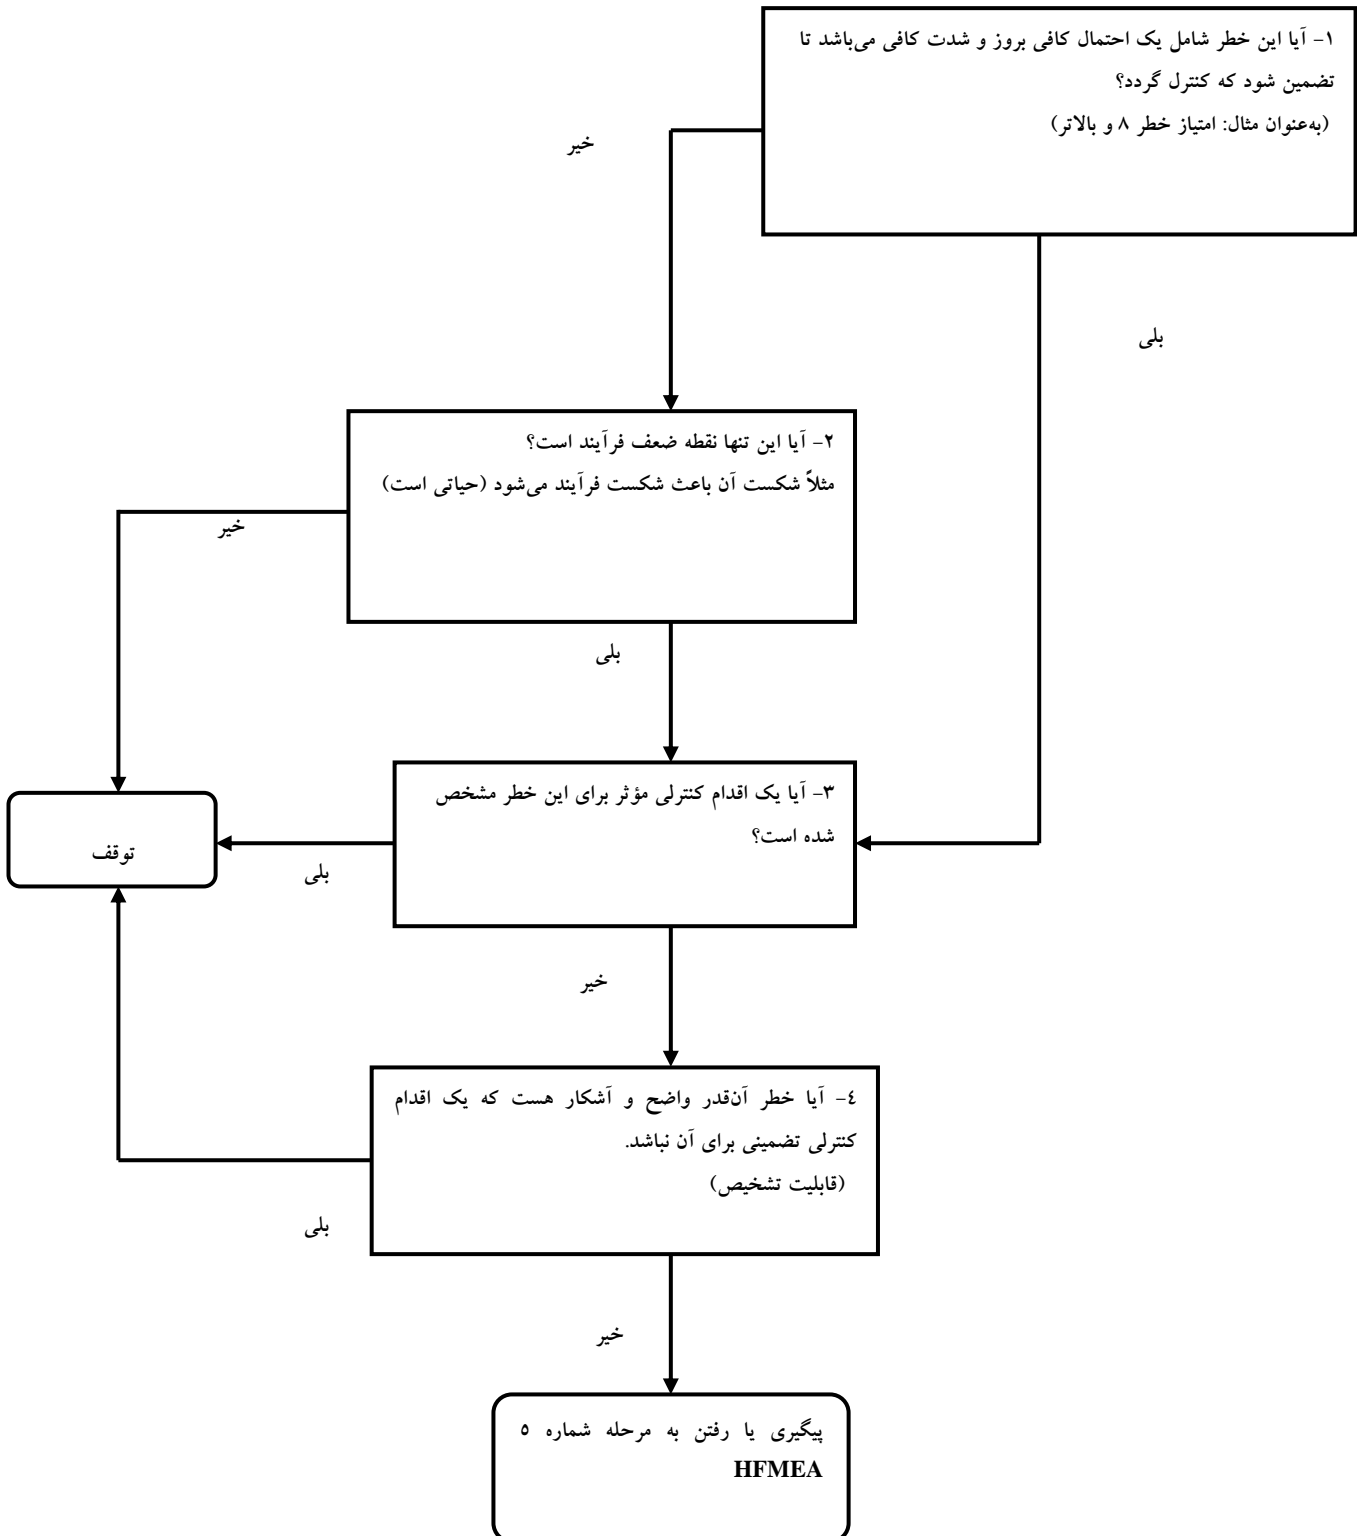 ۱- آیا این خطر شامل یک احتمال کافی بروز و شدت کافی می‌باشد تا
تضمین شود که کنترل گردد؟
(به‌عنوان مثال: امتیاز خطر ۸ و بالاتر)
خیر
بلی
۲- آیا این تنها نقطه ضعف فرآیند است؟
مثلاً شکست آن باعث شکست فرآیند می‌شود (حیاتی است)
خیر
بلی
۳- آیا یک اقدام کنترلی مؤثر برای این خطر مشخص
شده است؟
توقف
بلی
خیر
٤- آیا خطر آن‌قدر واضح و آشکار هست که یک اقدام
کنترلی تضمینی برای آن نباشد.
(قابلیت تشخیص)
بلی
خیر
پیگیری یا رفتن به مرحله شماره ٥
HFMEA